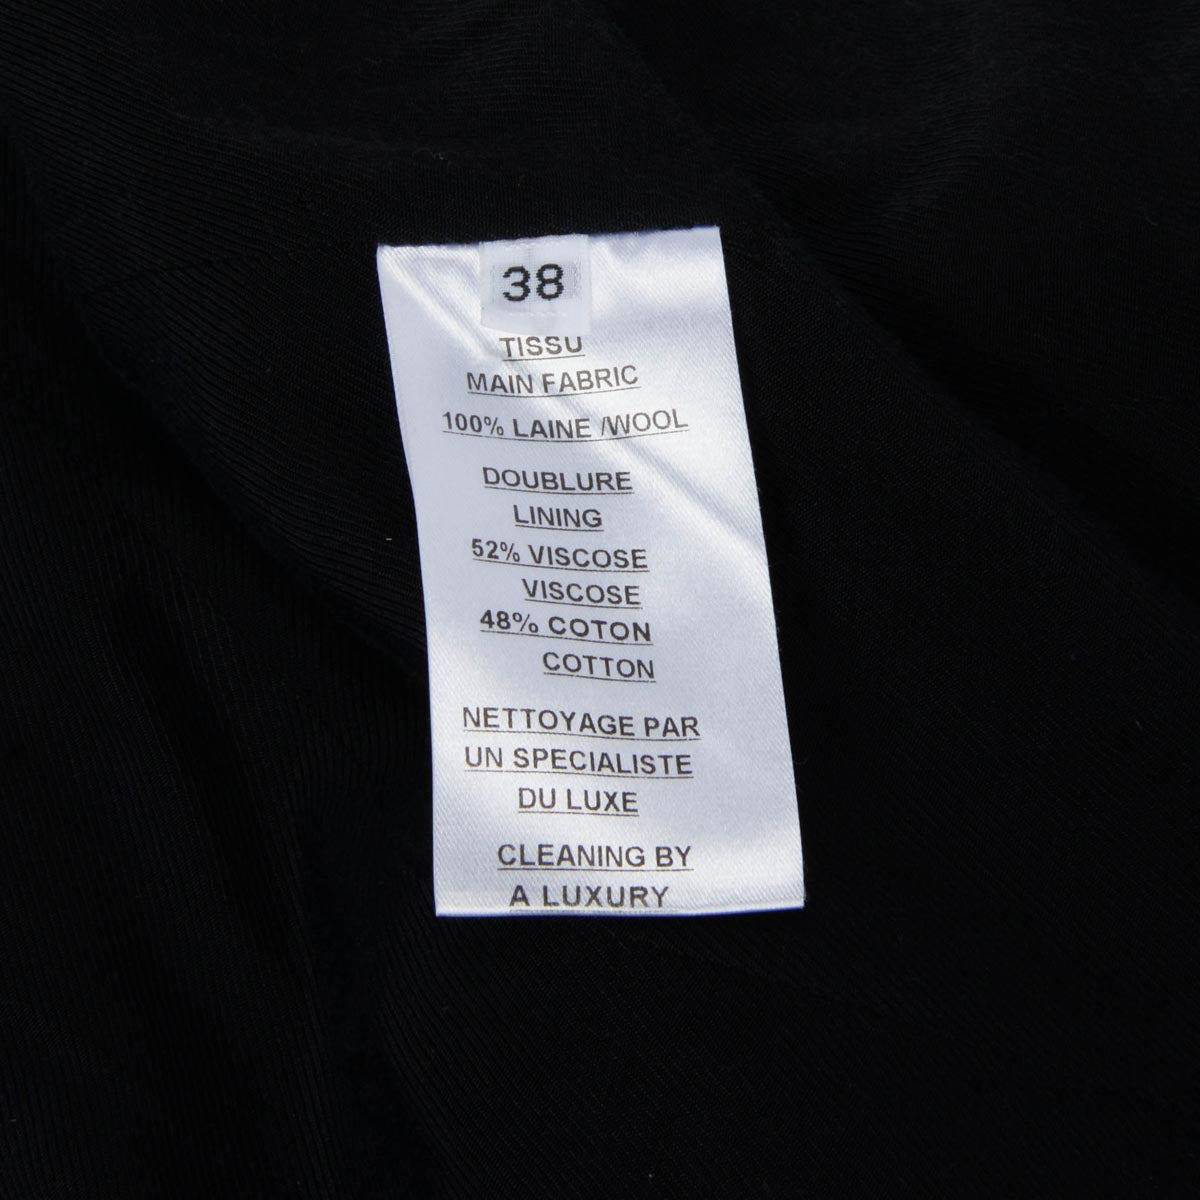 38
TISSU
MAIN FABRIC
100% LAINE /WOOL
DOUBLURE
LINING
52% VISCOSE
VISCOSE
48% COTON
COTTON
NETTOYAGE PAR
UN SPECIALISTE
DU LUXE
CLEANING BY
A LUXURY